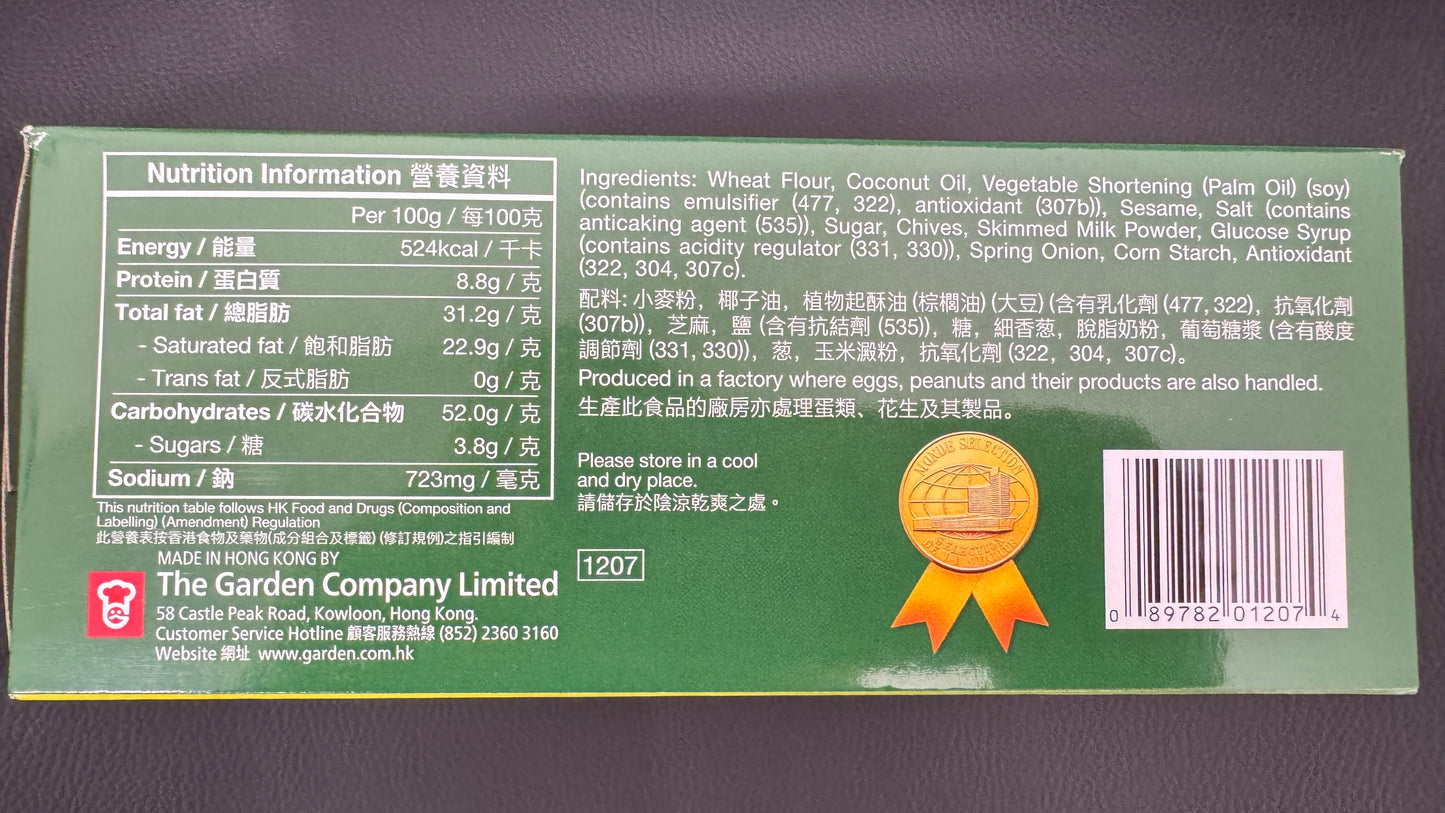 Nutrition Information 營養資料
Per 100g / 每100克
Energy / 能量 524kcal / 千卡
Protein / 蛋白質 8.8g / 克
Total fat / 總脂肪 31.2g / 克
- Saturated fat / 飽和脂肪 22.9g / 克
- Trans fat / 反式脂肪 0g / 克
Carbohydrates / 碳水化合物 52.0g / 克
- Sugars / 糖 3.8g / 克
Sodium / 鈉 723mg / 毫克
This nutrition table follows HK Food and Drugs (Composition and
Labelling) (Amendment) Regulation
此營養表按香港食物及藥物(成分組合及標籤) (修訂規例)之指引編制
MADE IN HONG KONG BY
The Garden Company Limited
58 Castle Peak Road, Kowloon, Hong Kong.
Customer Service Hotline 顧客服務熱線 (852) 2360 3160
Website 網址 www.garden.com.hk
Ingredients: Wheat Flour, Coconut Oil, Vegetable Shortening (Palm Oil) (soy)
(contains emulsifier (477, 322), antioxidant (307b)), Sesame, Salt (contains
anticaking agent (535)), Sugar, Chives, Skimmed Milk Powder, Glucose Syrup
(contains acidity regulator (331, 330)), Spring Onion, Corn Starch, Antioxidant
(322, 304, 307c).
配料: 小麥粉，椰子油，植物起酥油 (棕櫚油) (大豆) (含有乳化劑 (477, 322)，抗氧化劑
(307b))，芝麻，鹽 (含有抗結劑 (535))，糖，細香葱，脫脂奶粉，葡萄糖漿 (含有酸度
調節劑 (331, 330))，葱，玉米澱粉，抗氧化劑 (322，304，307c)。
Produced in a factory where eggs, peanuts and their products are also handled.
生產此食品的廠房亦處理蛋類、花生及其製品。
Please store in a cool
and dry place.
請儲存於陰涼乾爽之處。
1207
MONDE SELECTION
0 89782 01207 4